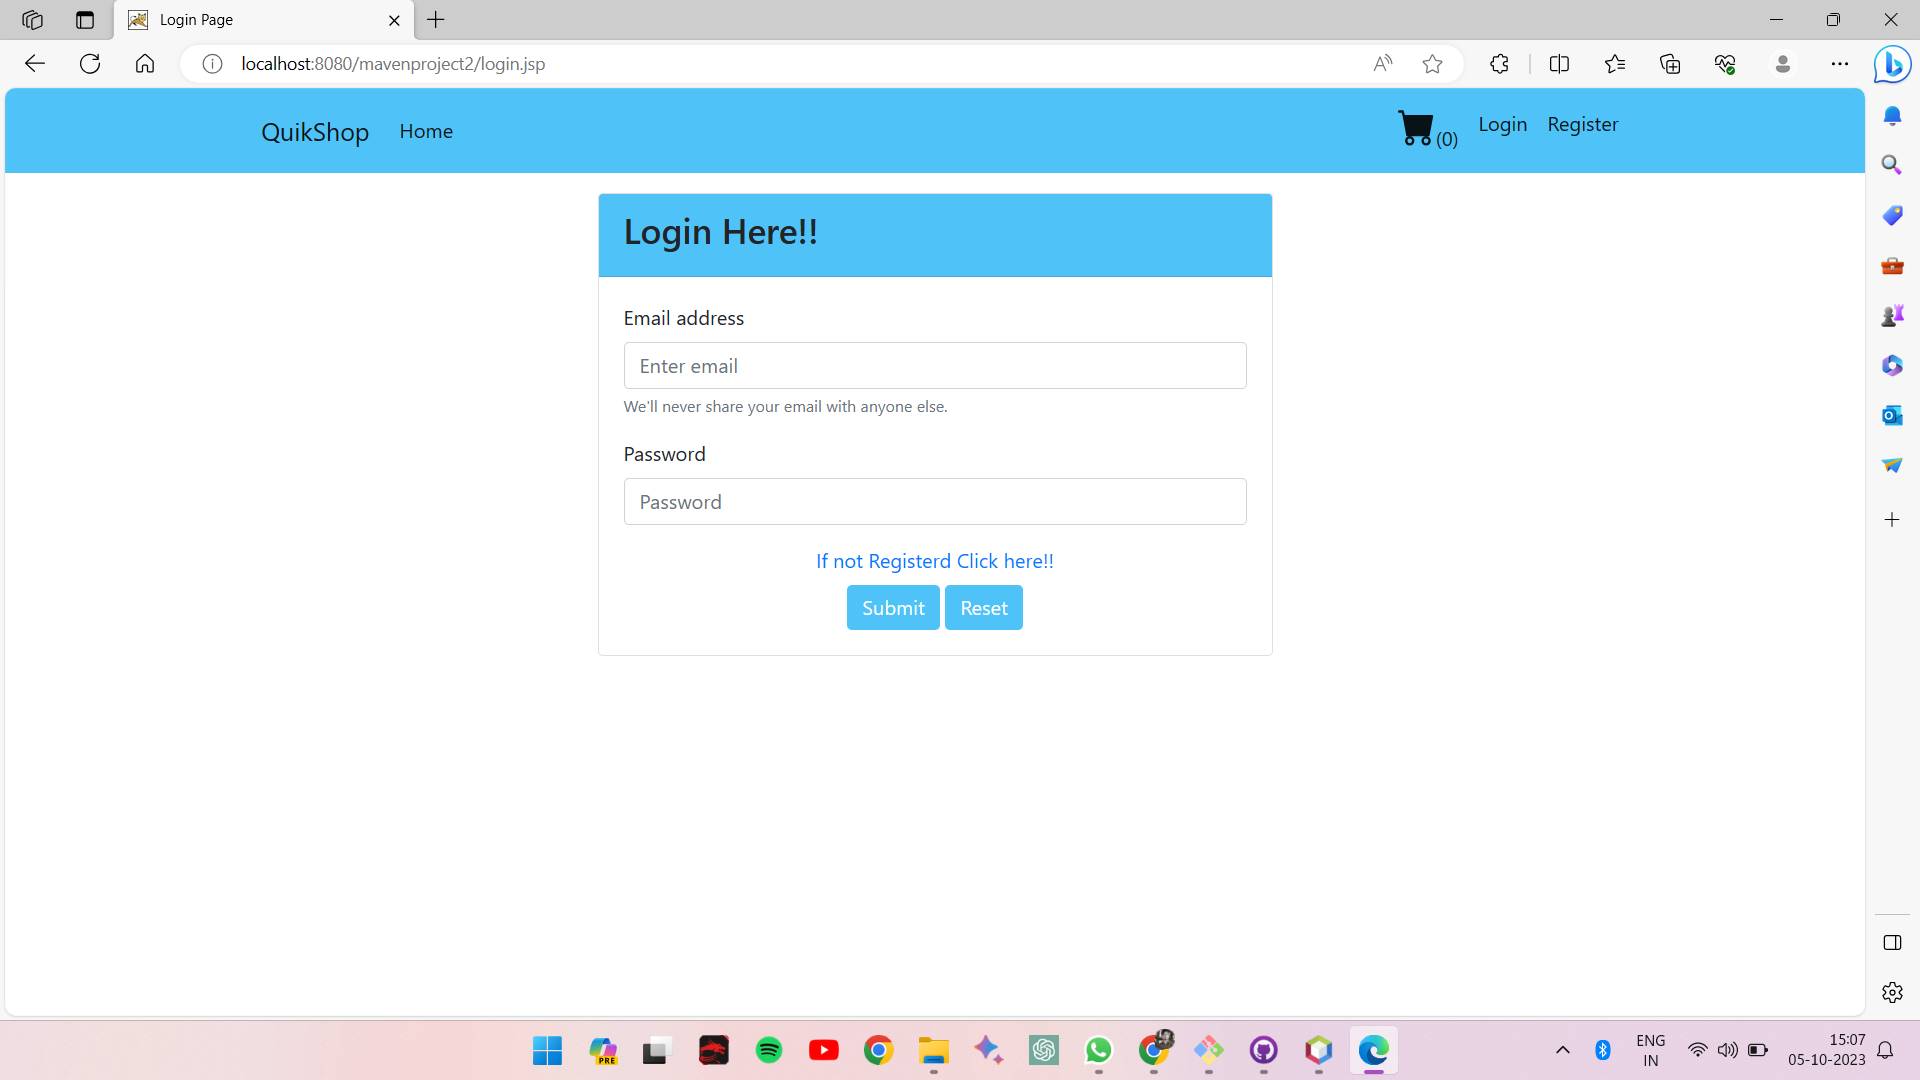 Login Page
localhost:8080/mavenproject2/login.jsp
QuikShop Home (0) Login Register
Login Here!!
Email address
Enter email
We'll never share your email with anyone else.
Password
Password
If not Registerd Click here!!
Submit Reset
PRE
ENG
IN
15:07
05-10-2023